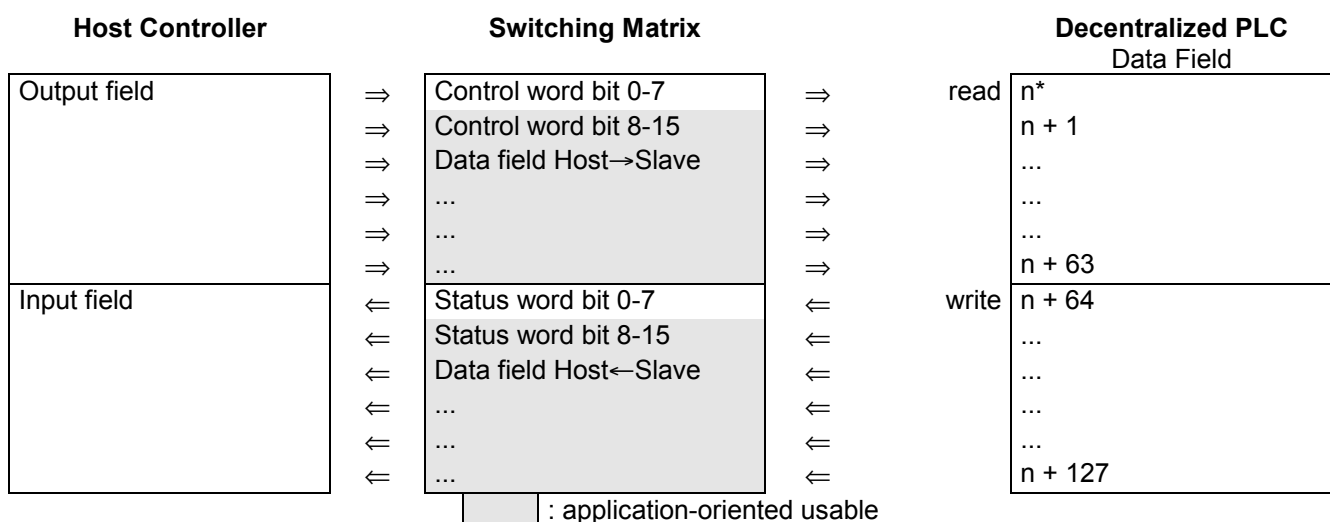 Host Controller Switching Matrix Decentralized PLC
Data Field
Output field ⇒ Control word bit 0-7 ⇒ read n*
⇒ Control word bit 8-15 ⇒ n + 1
⇒ Data field Host→Slave ⇒ ...
⇒ ... ⇒ ...
⇒ ... ⇒ ...
⇒ ... ⇒ n + 63
Input field ⇐ Status word bit 0-7 ⇐ write n + 64
⇐ Status word bit 8-15 ⇐ ...
⇐ Data field Host←Slave ⇐ ...
⇐ ... ⇐ ...
⇐ ... ⇐ ...
⇐ ... ⇐ n + 127
: application-oriented usable